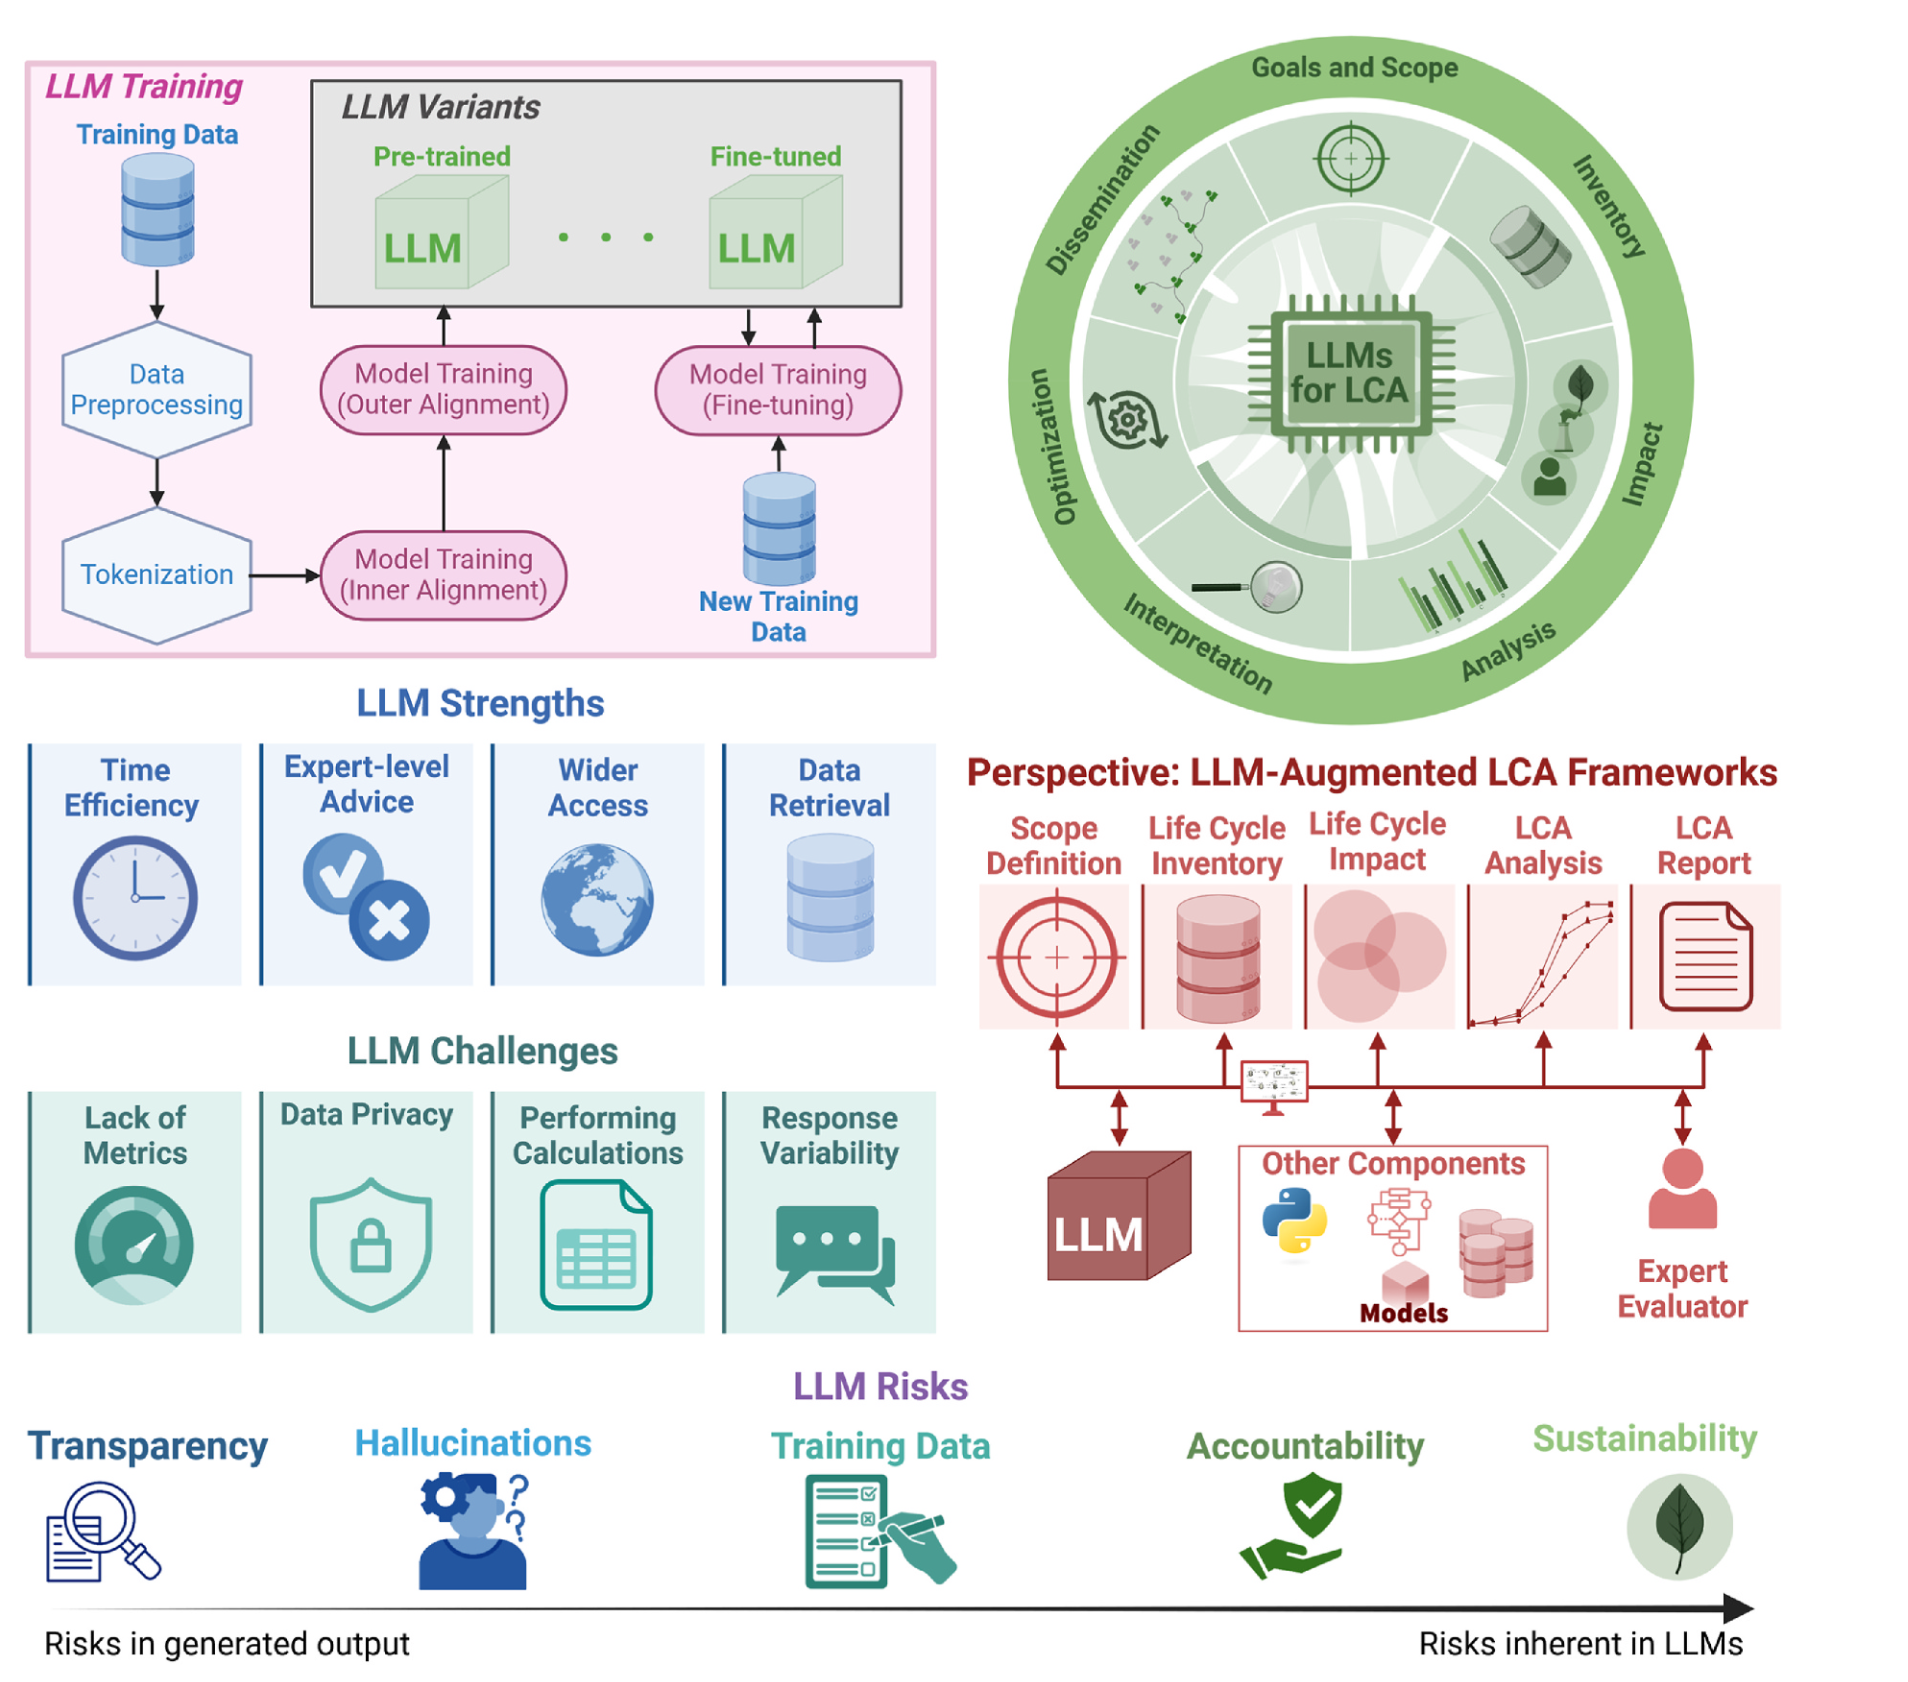 LLM Training
Training Data
Data
Preprocessing
Tokenization
LLM Variants
Pre-trained
LLM
Fine-tuned
LLM
Model Training
(Outer Alignment)
Model Training
(Inner Alignment)
Model Training
(Fine-tuning)
New Training
Data
Goals and Scope
Inventory
Impact
Analysis
Interpretation
Optimization
Dissemination
LLMs
for LCA
LLM Strengths
Time
Efficiency
Expert-level
Advice
Wider
Access
Data
Retrieval
LLM Challenges
Lack of
Metrics
Data Privacy
Performing
Calculations
Response
Variability
Perspective: LLM-Augmented LCA Frameworks
Scope
Definition
Life Cycle
Inventory
Life Cycle
Impact
LCA
Analysis
LCA
Report
LLM
Other Components
Models
Expert
Evaluator
LLM Risks
Transparency
Hallucinations
Training Data
Accountability
Sustainability
Risks in generated output
Risks inherent in LLMs